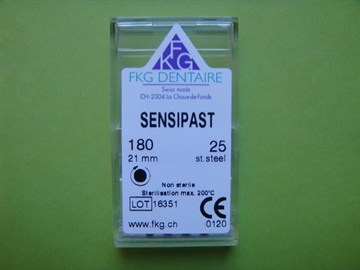 FKG
FKG DENTAIRE
Swiss made
CH-2304 La Chaux-de-Fonds
SENSIPAST
180 25
21 mm st. steel
Non sterile
Sterilisation max. 200°C
LOT 16351 CE
www.fkg.ch 0120